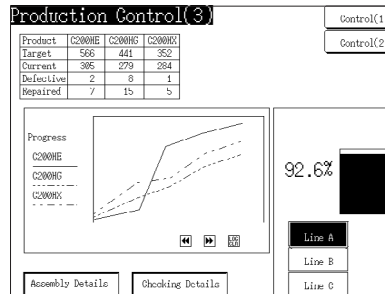 Production Control(3)
Control(1
Control(2
Product C200HE C200HG C200HX
Target 566 441 352
Current 305 279 284
Defective 2 8 1
Repaired 7 15 5
Progress
C200HE
C200HG
C200HX
92.6%
LOG
CLR
Line A
Line B
Line C
Assembly Details
Checking Details